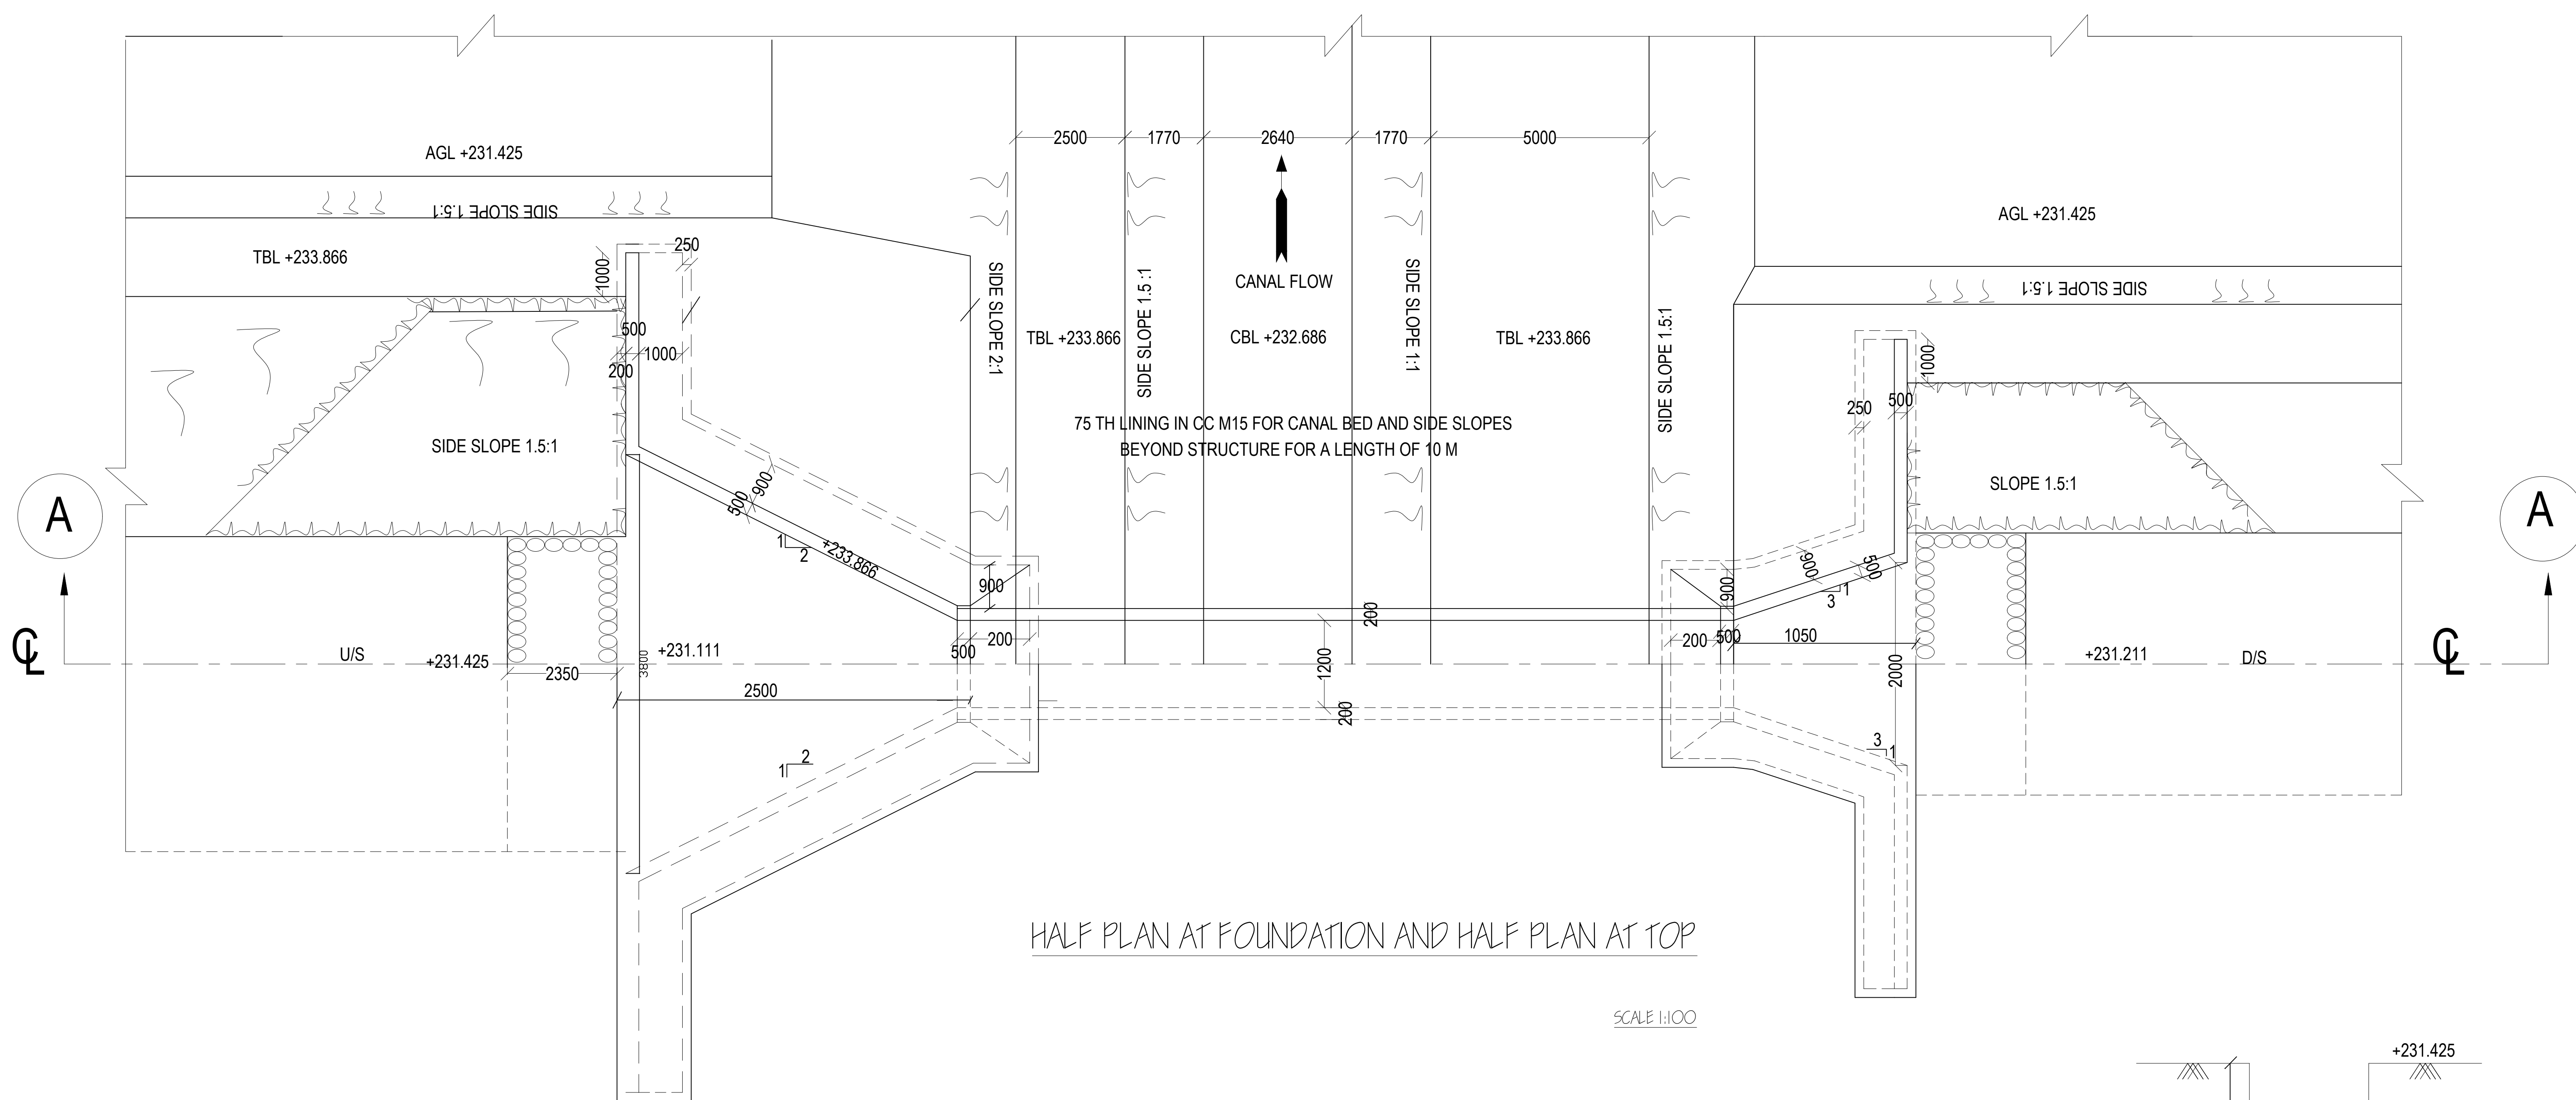 2500
1770
2640
1770
5000
AGL +231.425
SIDE SLOPE 1.5:1
TBL +233.866
1000
250
500
1000
200
SIDE SLOPE 1.5:1
SIDE SLOPE 2:1
TBL +233.866
SIDE SLOPE 1.5 :1
CANAL FLOW
CBL +232.686
SIDE SLOPE 1:1
TBL +233.866
SIDE SLOPE 1.5:1
75 TH LINING IN CC M15 FOR CANAL BED AND SIDE SLOPES
BEYOND STRUCTURE FOR A LENGTH OF 10 M
AGL +231.425
SIDE SLOPE 1.5:1
1000
250
500
SLOPE 1.5:1
A
A
900
500
1
2
+233.866
900
200
500
200
1200
200
900
200
500
900
500
3
1
1050
2000
CL
U/S
+231.425
2350
3800
+231.111
2500
+231.211
D/S
CL
2
1
3
1
HALF PLAN AT FOUNDATION AND HALF PLAN AT TOP
SCALE 1:100
+231.425